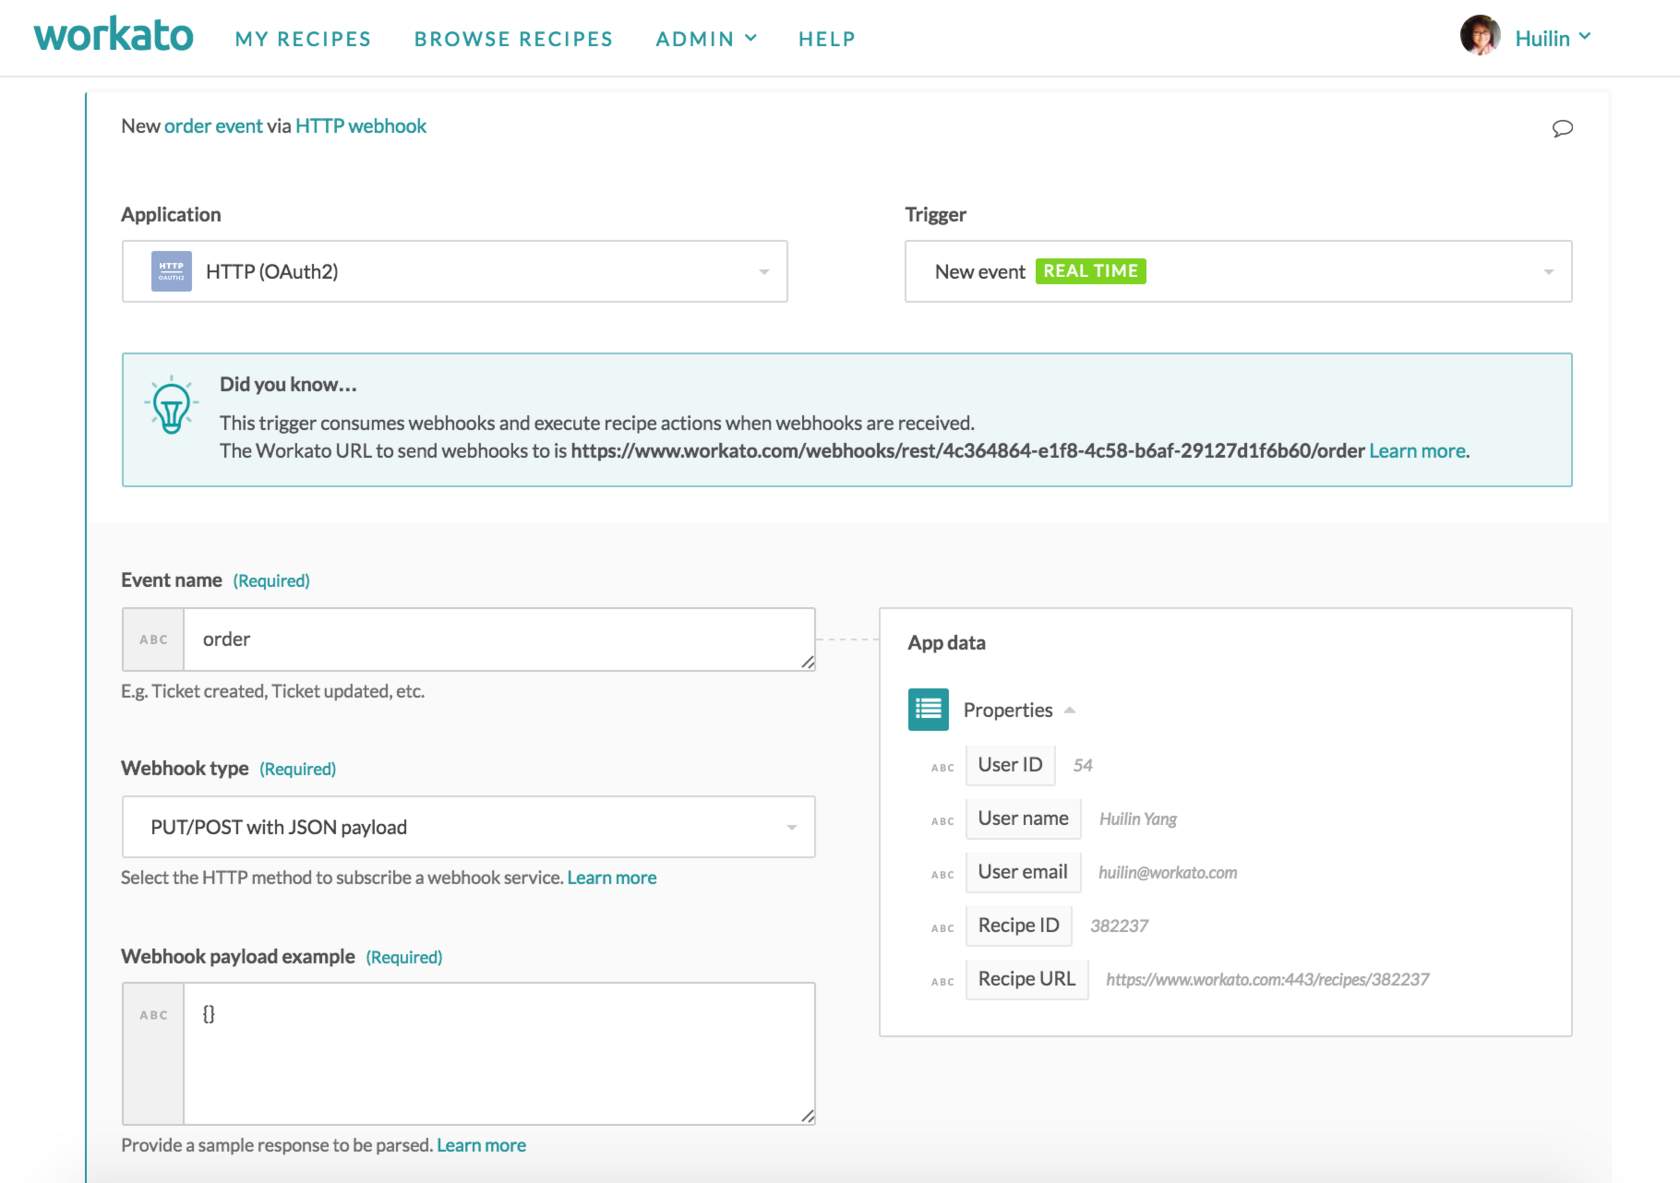 workato
MY RECIPES BROWSE RECIPES ADMIN HELP
Huilin
New order event via HTTP webhook
Application
Trigger
HTTP
OAUTH2
HTTP (OAuth2)
New event REAL TIME
Did you know...
This trigger consumes webhooks and execute recipe actions when webhooks are received.
The Workato URL to send webhooks to is https://www.workato.com/webhooks/rest/4c364864-e1f8-4c58-b6af-29127d1f6b60/order Learn more.
Event name (Required)
ABC order
E.g. Ticket created, Ticket updated, etc.
Webhook type (Required)
PUT/POST with JSON payload
Select the HTTP method to subscribe a webhook service. Learn more
Webhook payload example (Required)
ABC {}
Provide a sample response to be parsed. Learn more
App data
Properties
ABC User ID 54
ABC User name Huilin Yang
ABC User email huilin@workato.com
ABC Recipe ID 382237
ABC Recipe URL https://www.workato.com:443/recipes/382237